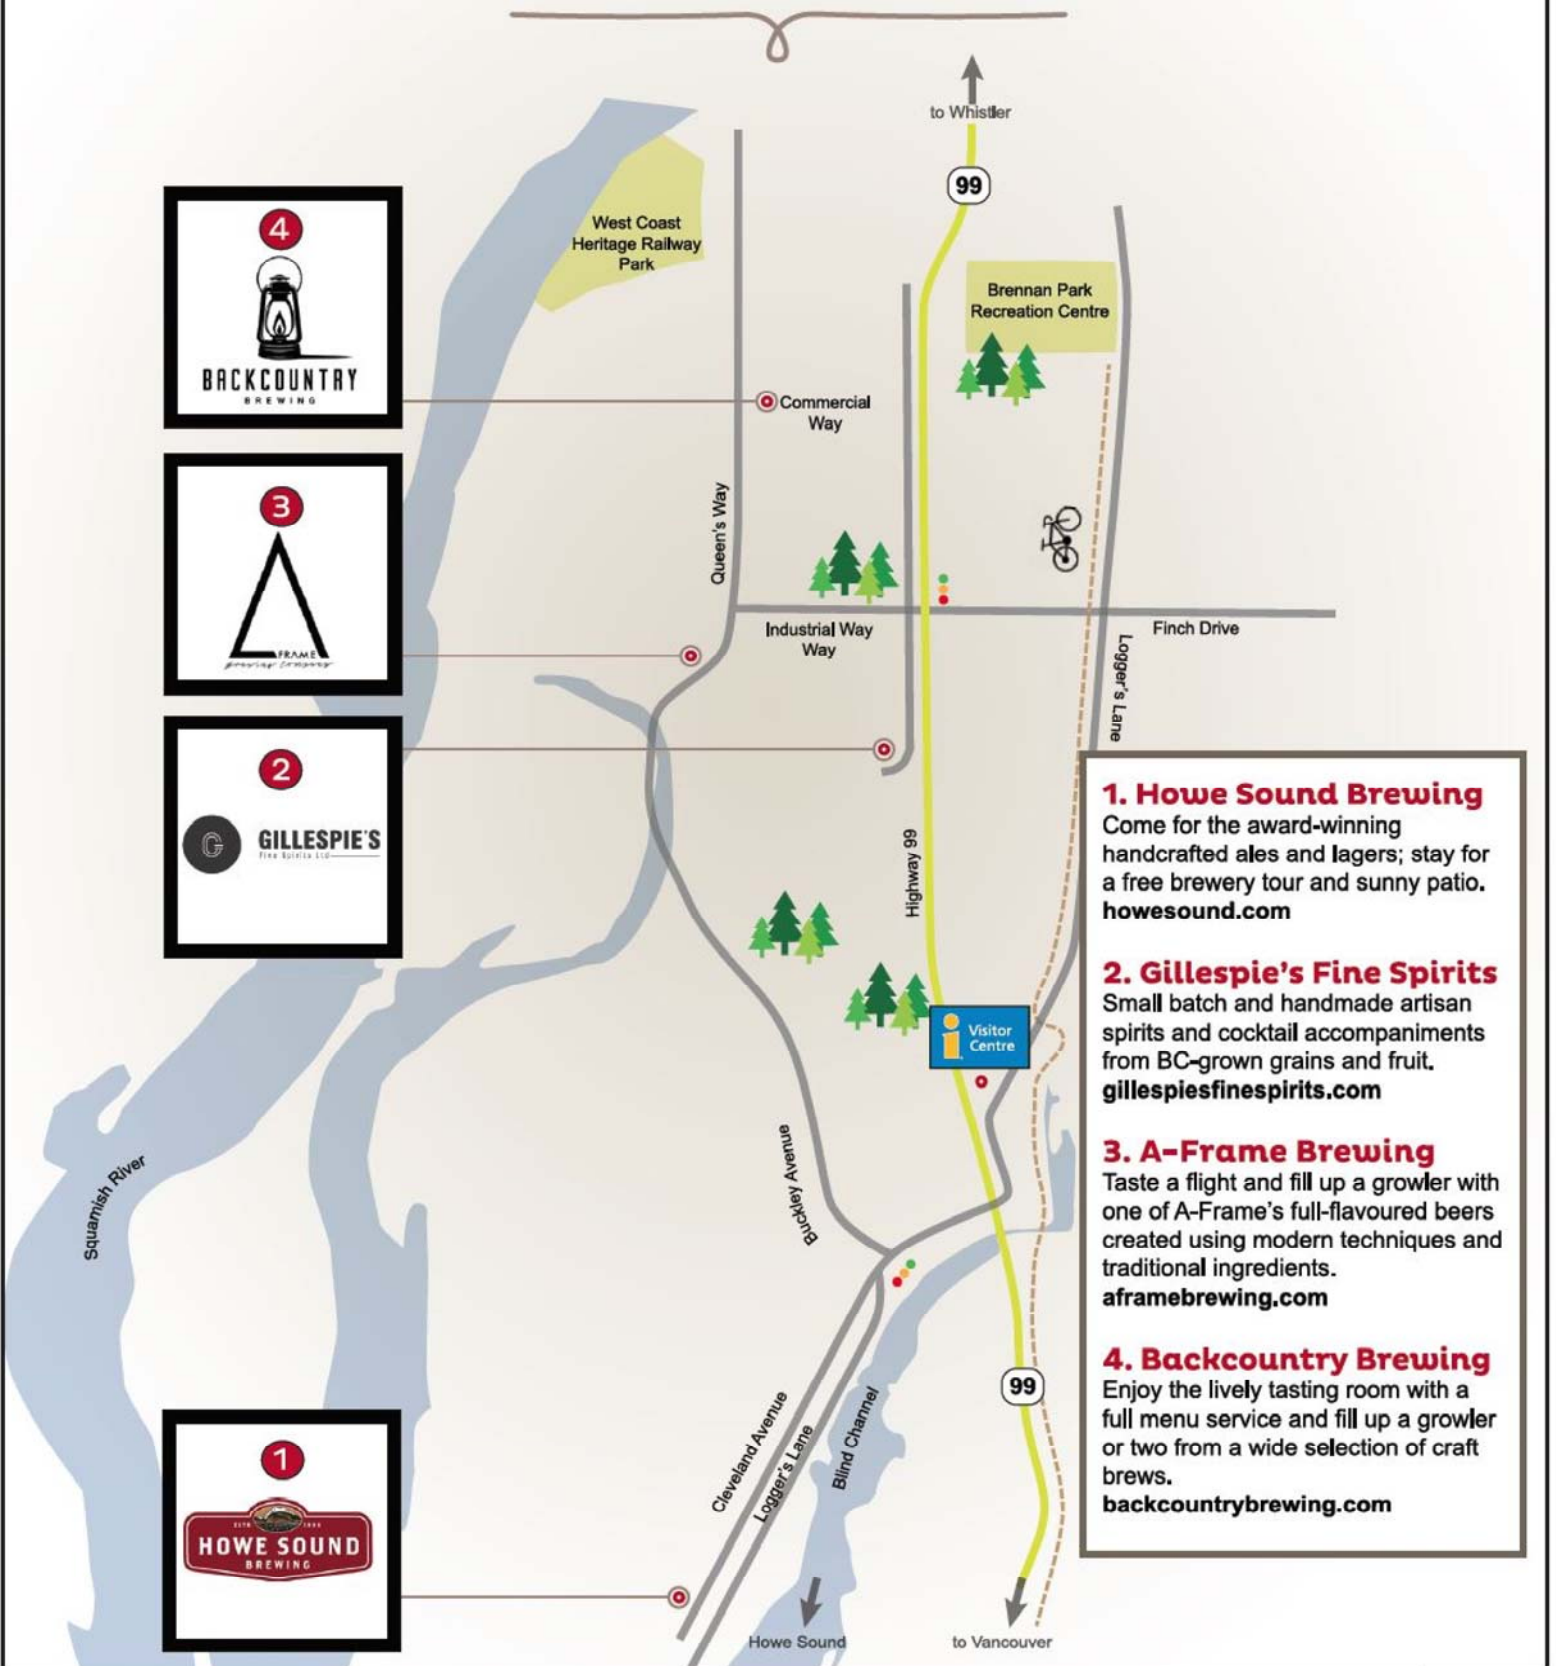 to Whistler
99
West Coast
Heritage Railway
Park
Brennan Park
Recreation Centre
4
BACKCOUNTRY
BREWING
Commercial
Way
Queen's Way
3
FRAME
brewing company
Industrial Way
Way
Finch Drive
Logger's Lane
2
G
GILLESPIE'S
Fine Spirits Ltd
Highway 99
i
Visitor
Centre
Squamish River
Buckley Avenue
Cleveland Avenue
Logger's Lane
Blind Channel
99
1
ESTD 1996
HOWE SOUND
BREWING
Howe Sound
to Vancouver
1. Howe Sound Brewing
Come for the award-winning
handcrafted ales and lagers; stay for
a free brewery tour and sunny patio.
howesound.com
2. Gillespie's Fine Spirits
Small batch and handmade artisan
spirits and cocktail accompaniments
from BC-grown grains and fruit.
gillespiesfinespirits.com
3. A-Frame Brewing
Taste a flight and fill up a growler with
one of A-Frame's full-flavoured beers
created using modern techniques and
traditional ingredients.
aframebrewing.com
4. Backcountry Brewing
Enjoy the lively tasting room with a
full menu service and fill up a growler
or two from a wide selection of craft
brews.
backcountrybrewing.com